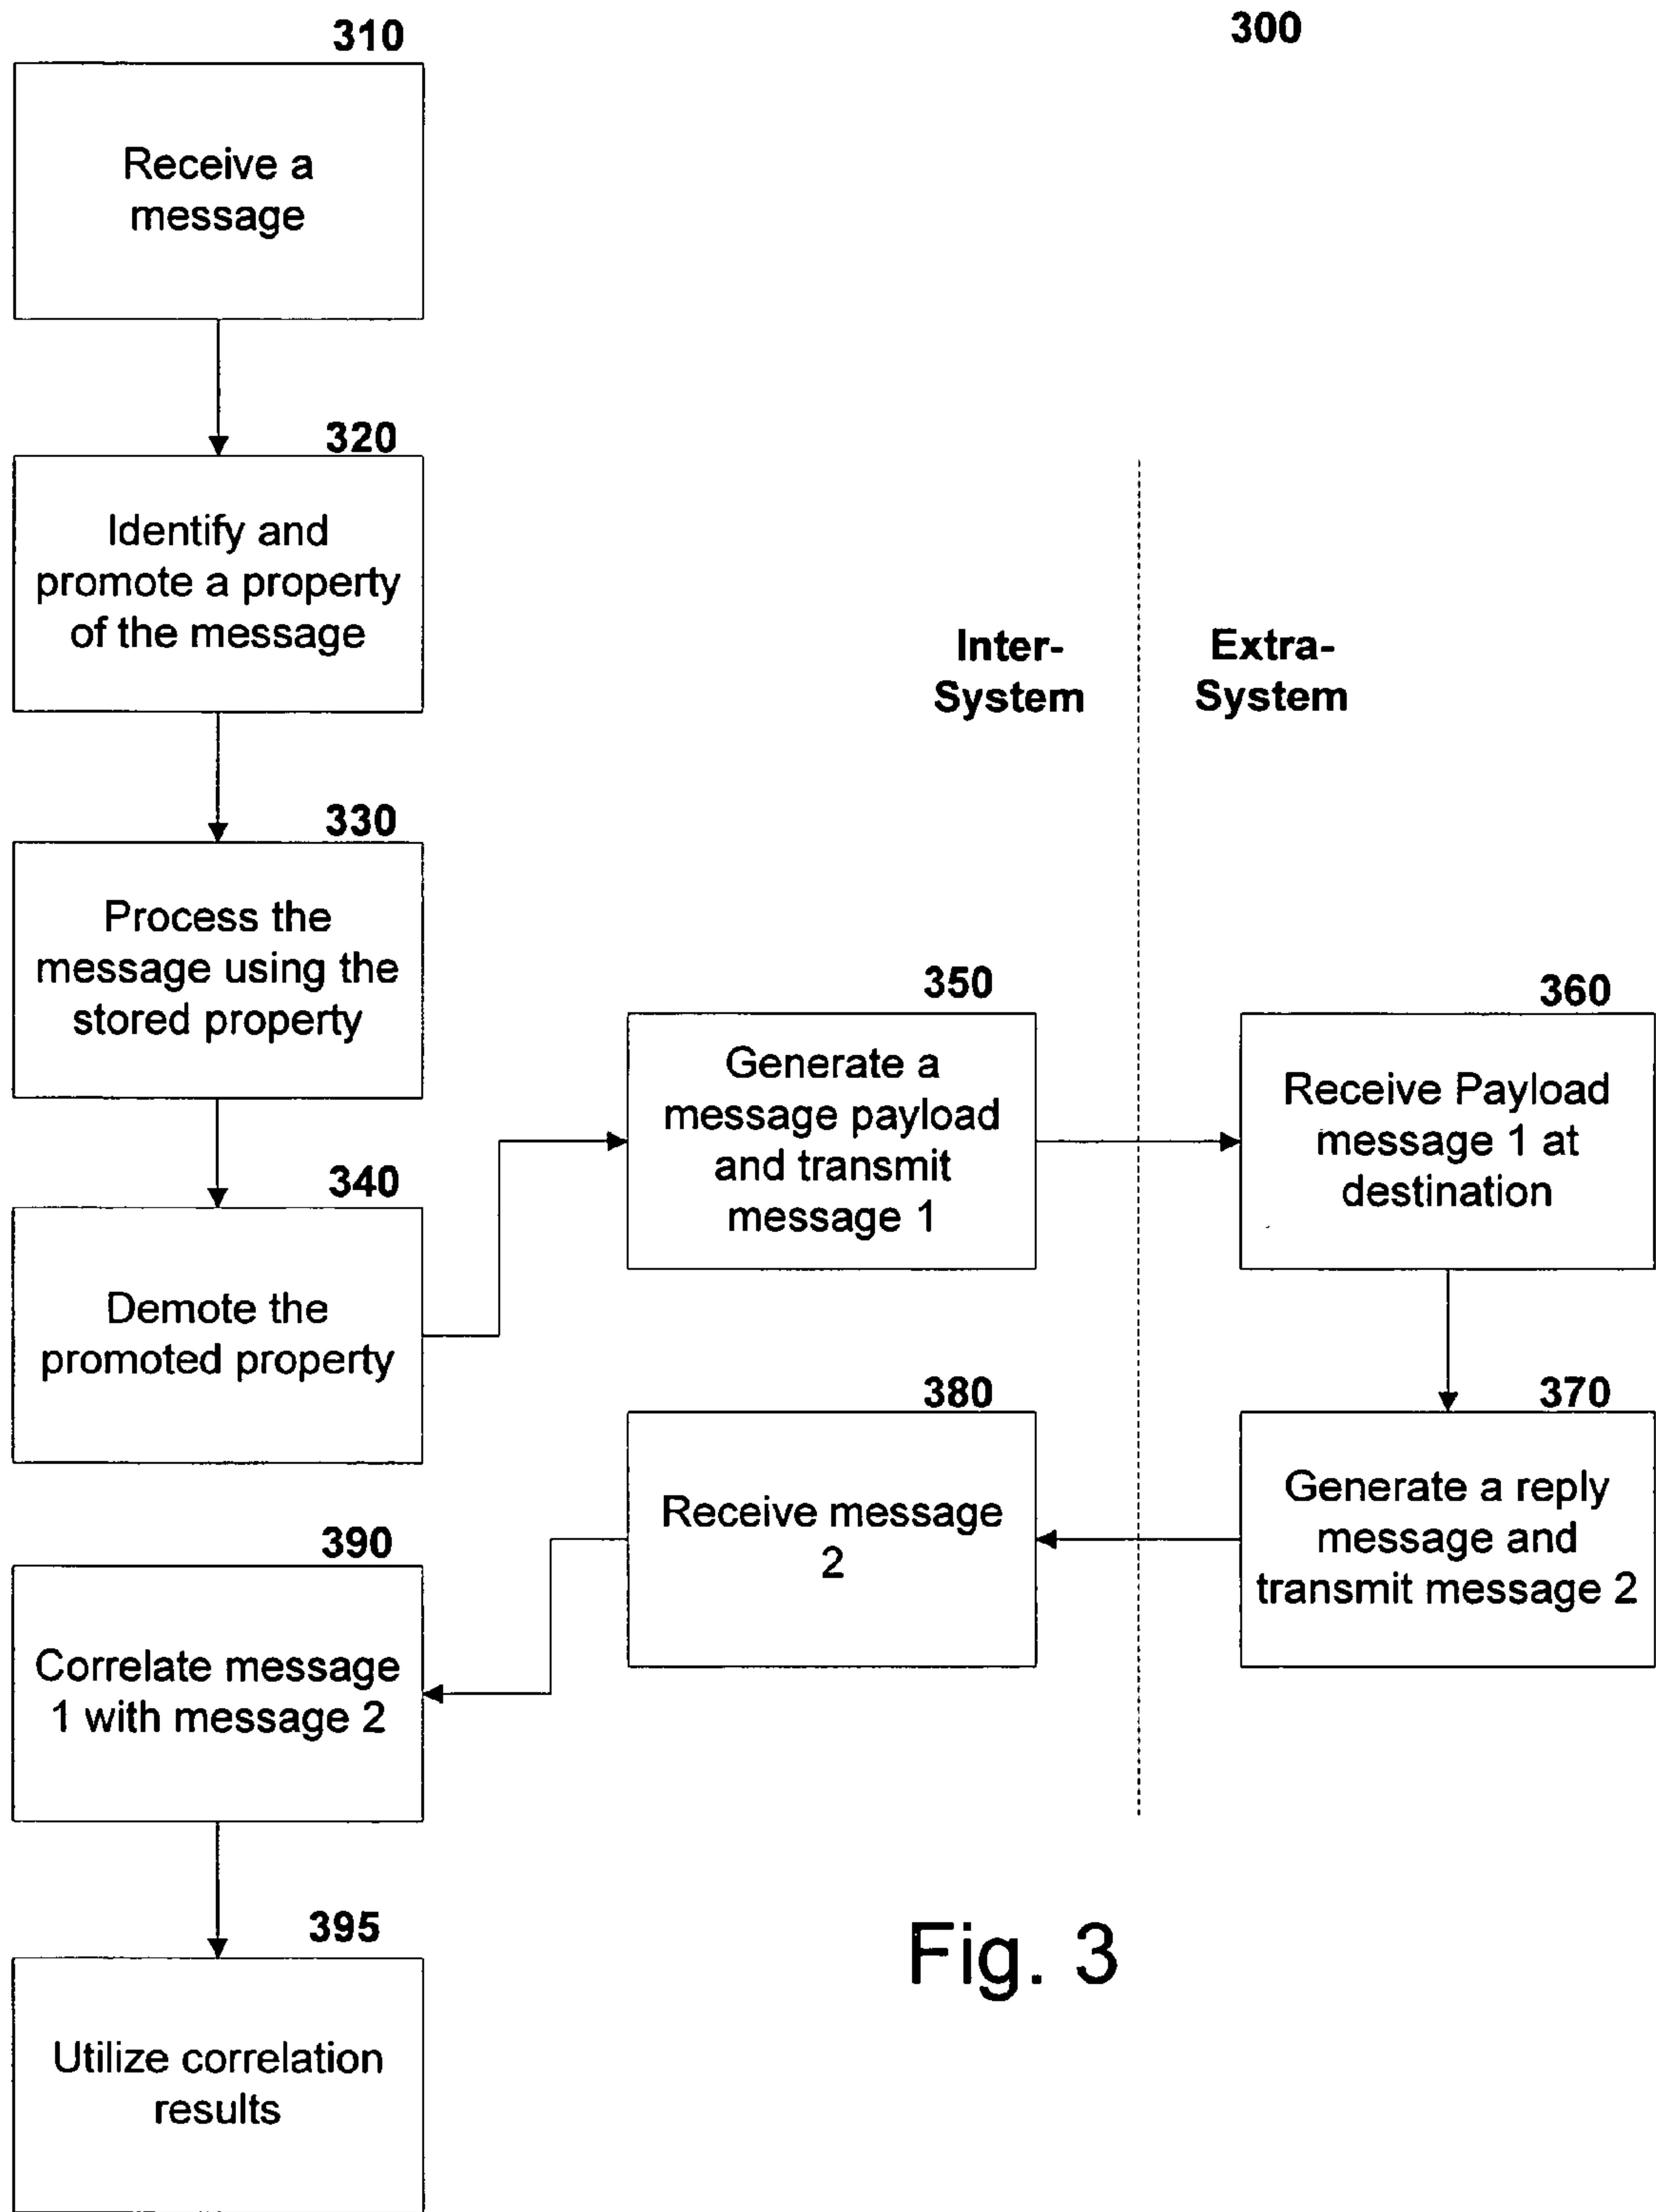 310
300
Receive a
message
320
Identify and
promote a property
of the message
Inter-
System
Extra-
System
330
Process the
message using the
stored property
350
Generate a
message payload
and transmit
message 1
360
Receive Payload
message 1 at
destination
340
Demote the
promoted property
380
Receive message
2
370
Generate a reply
message and
transmit message 2
390
Correlate message
1 with message 2
395
Utilize correlation
results
Fig. 3